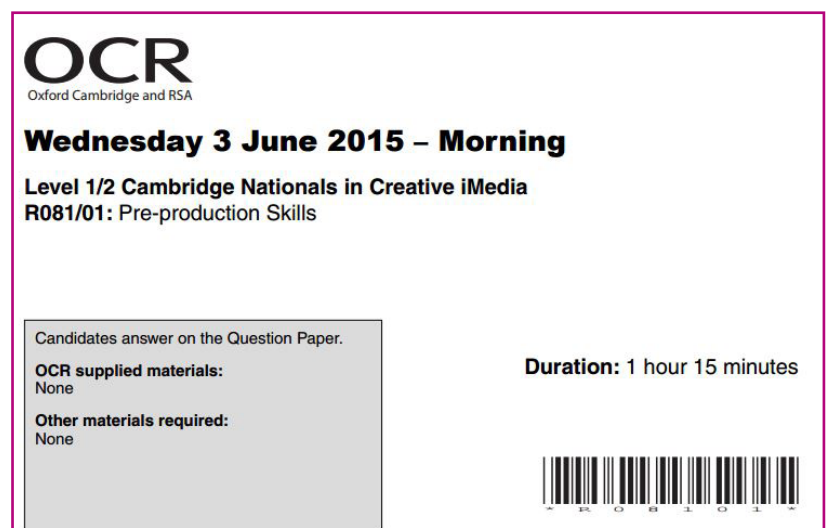 OCR
Oxford Cambridge and RSA
Wednesday 3 June 2015 – Morning
Level 1/2 Cambridge Nationals in Creative iMedia
R081/01: Pre-production Skills
Candidates answer on the Question Paper.
OCR supplied materials:
None
Other materials required:
None
Duration: 1 hour 15 minutes
* R 0 8 1 0 1 *